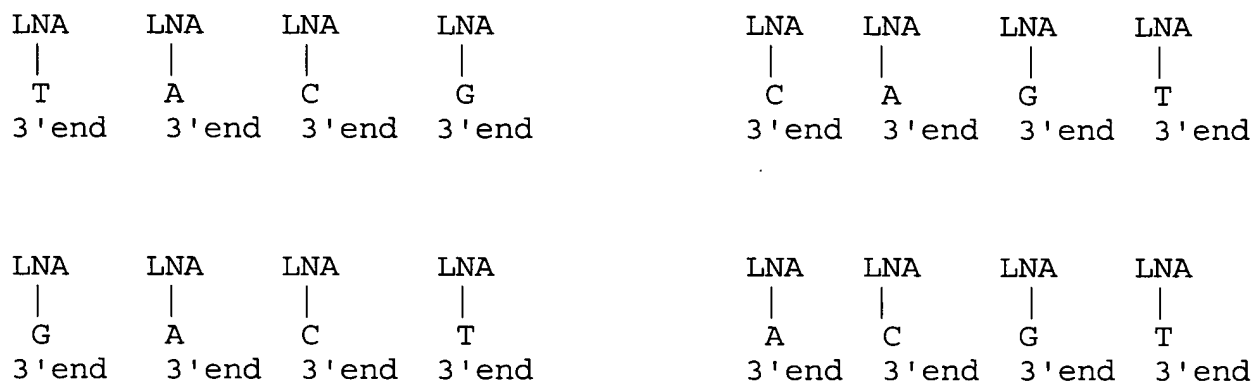 LNA LNA LNA LNA LNA LNA LNA LNA
T A C G C A G T
3'end 3'end 3'end 3'end 3'end 3'end 3'end 3'end
LNA LNA LNA LNA LNA LNA LNA LNA
G A C T A C G T
3'end 3'end 3'end 3'end 3'end 3'end 3'end 3'end